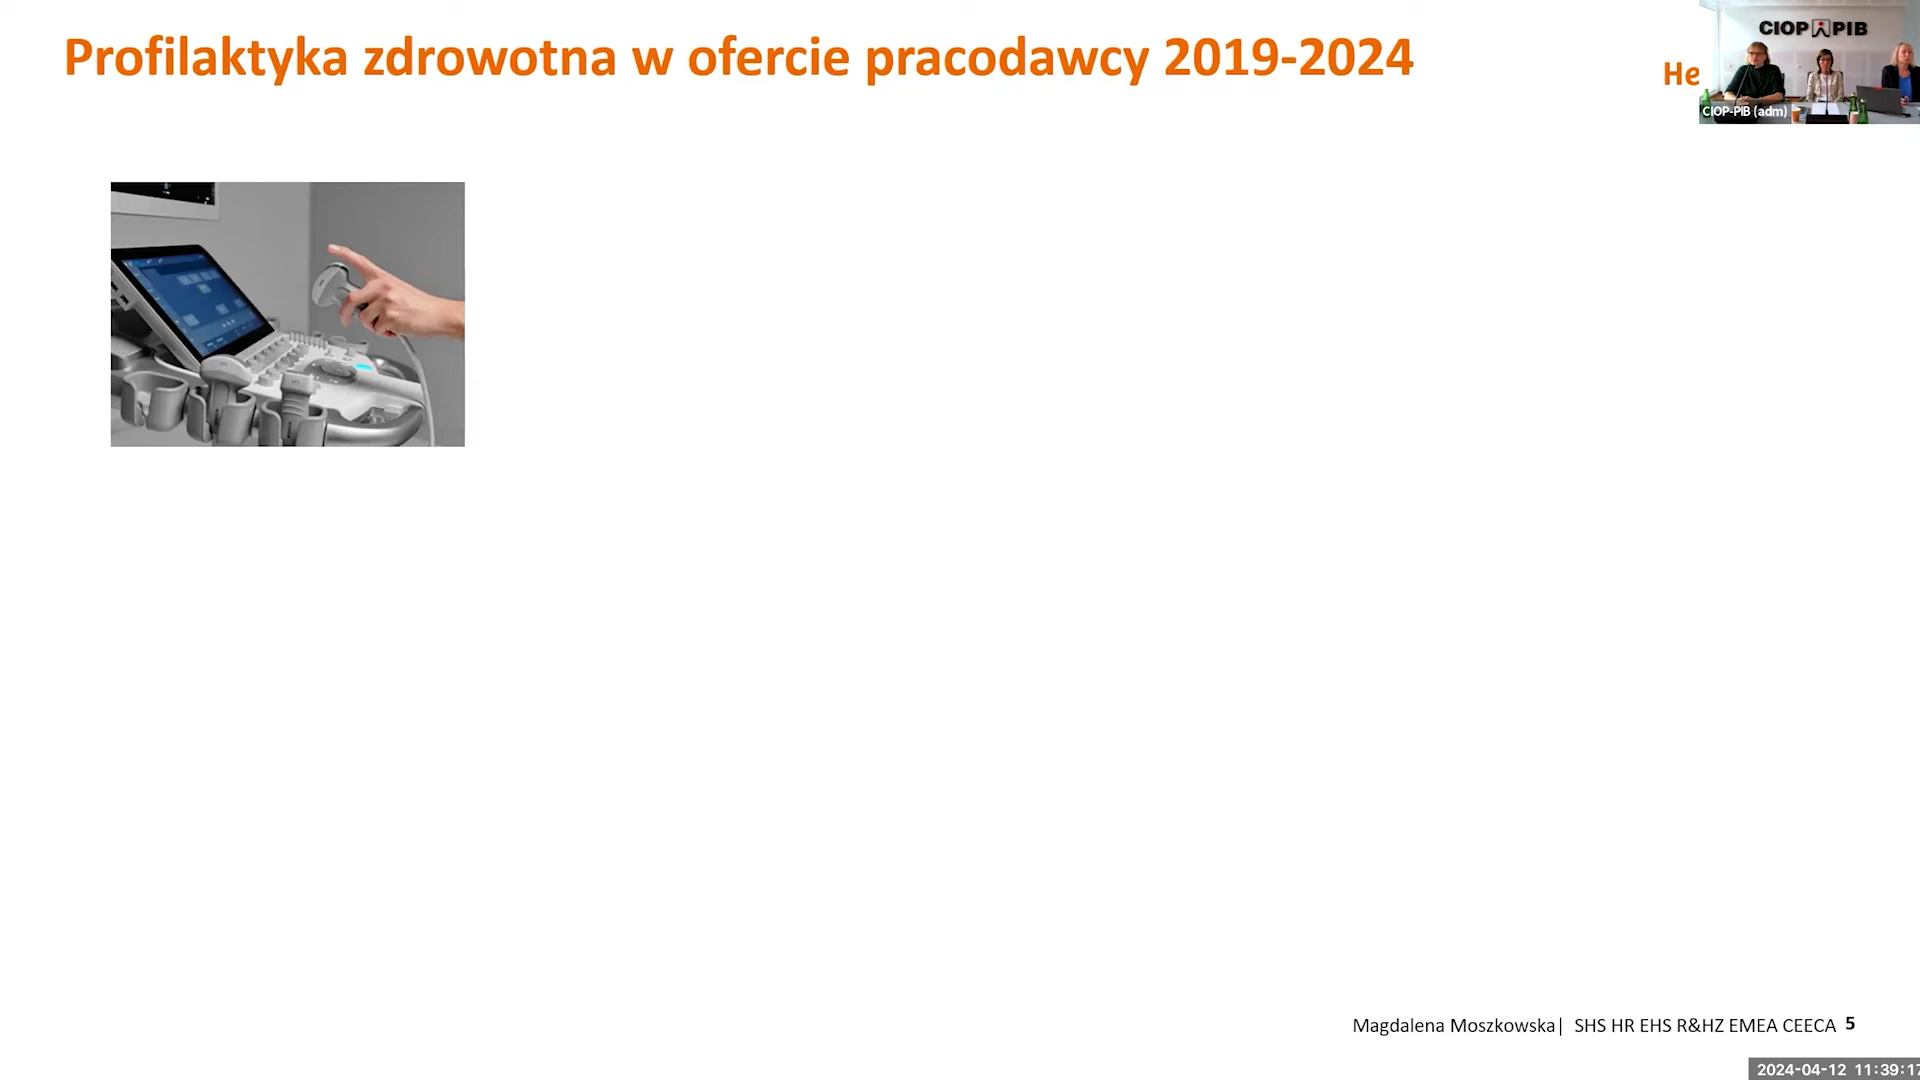 Profilaktyka zdrowotna w ofercie pracodawcy 2019-2024
He
CIOP PIB
CIOP-PIB (adm)
Magdalena Moszkowska| SHS HR EHS R&HZ EMEA CEECA 5
2024-04-12 11:39:17